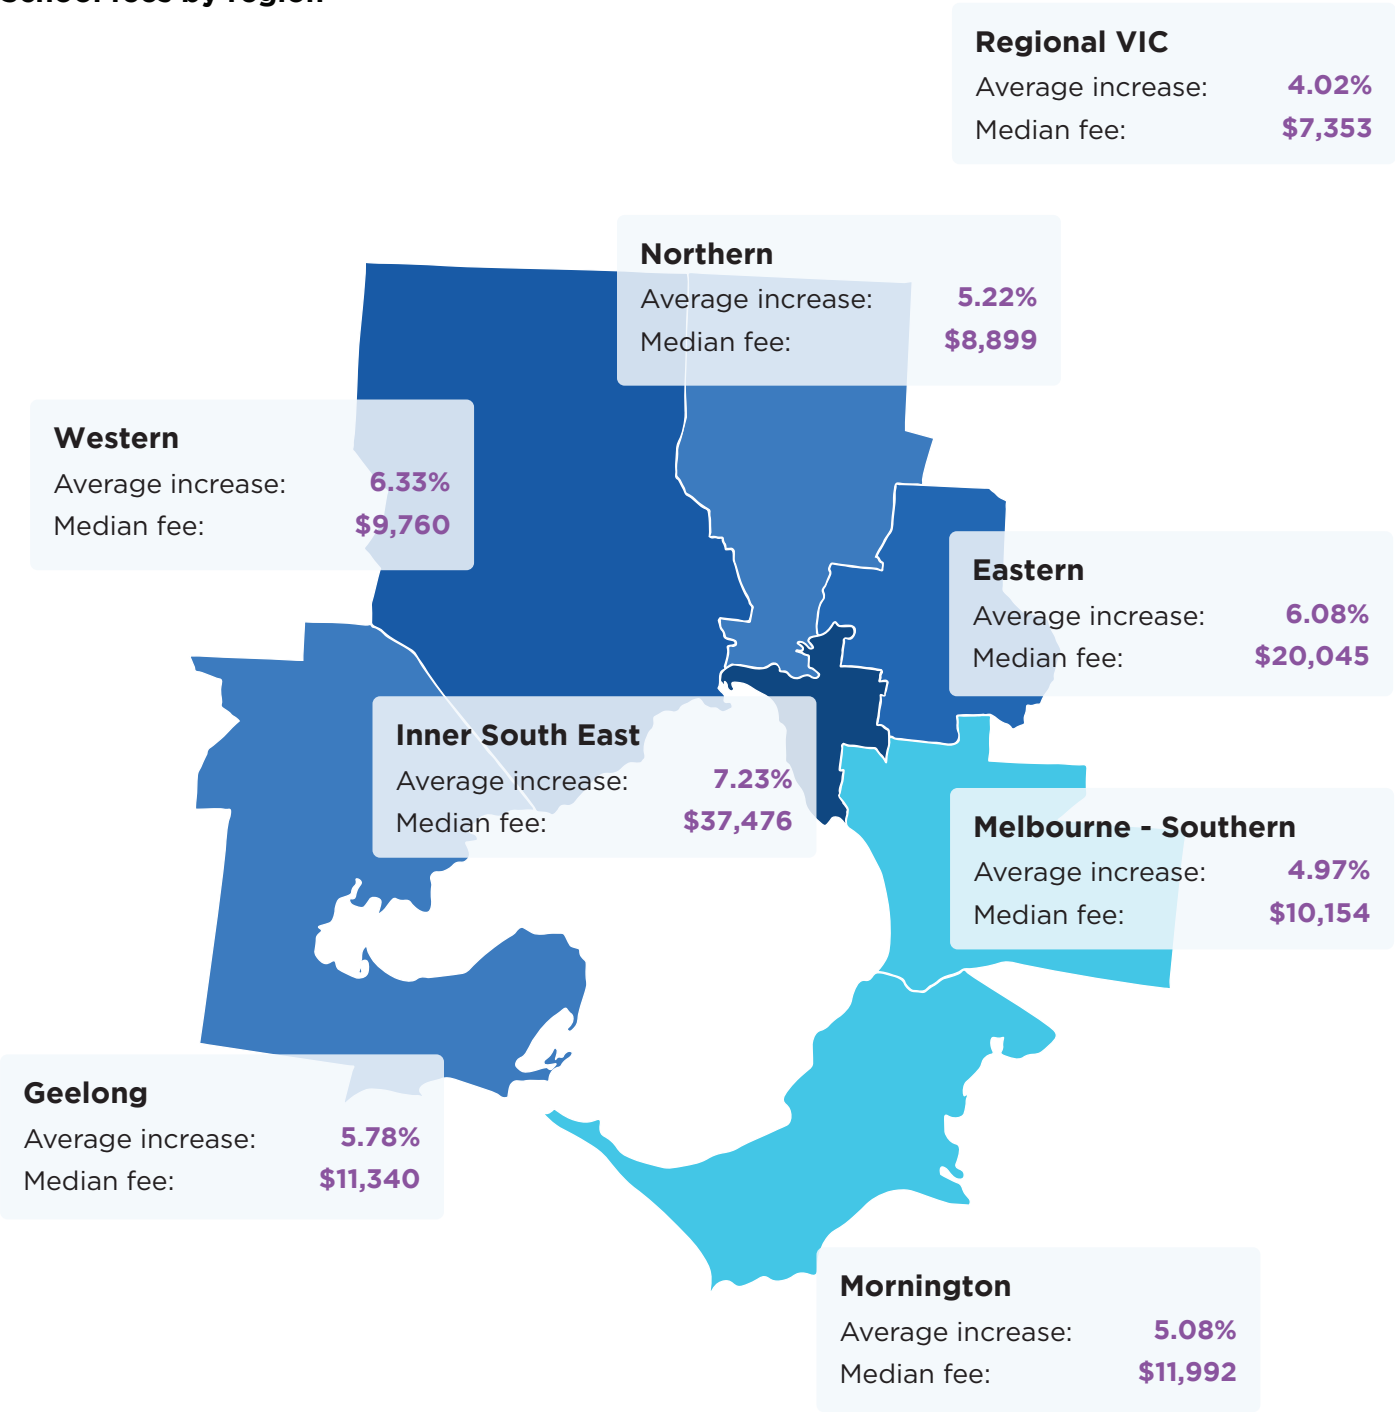 School fees by region
Regional VIC
Average increase: 4.02%
Median fee: $7,353
Northern
Average increase: 5.22%
Median fee: $8,899
Western
Average increase: 6.33%
Median fee: $9,760
Eastern
Average increase: 6.08%
Median fee: $20,045
Inner South East
Average increase: 7.23%
Median fee: $37,476
Melbourne - Southern
Average increase: 4.97%
Median fee: $10,154
Geelong
Average increase: 5.78%
Median fee: $11,340
Mornington
Average increase: 5.08%
Median fee: $11,992